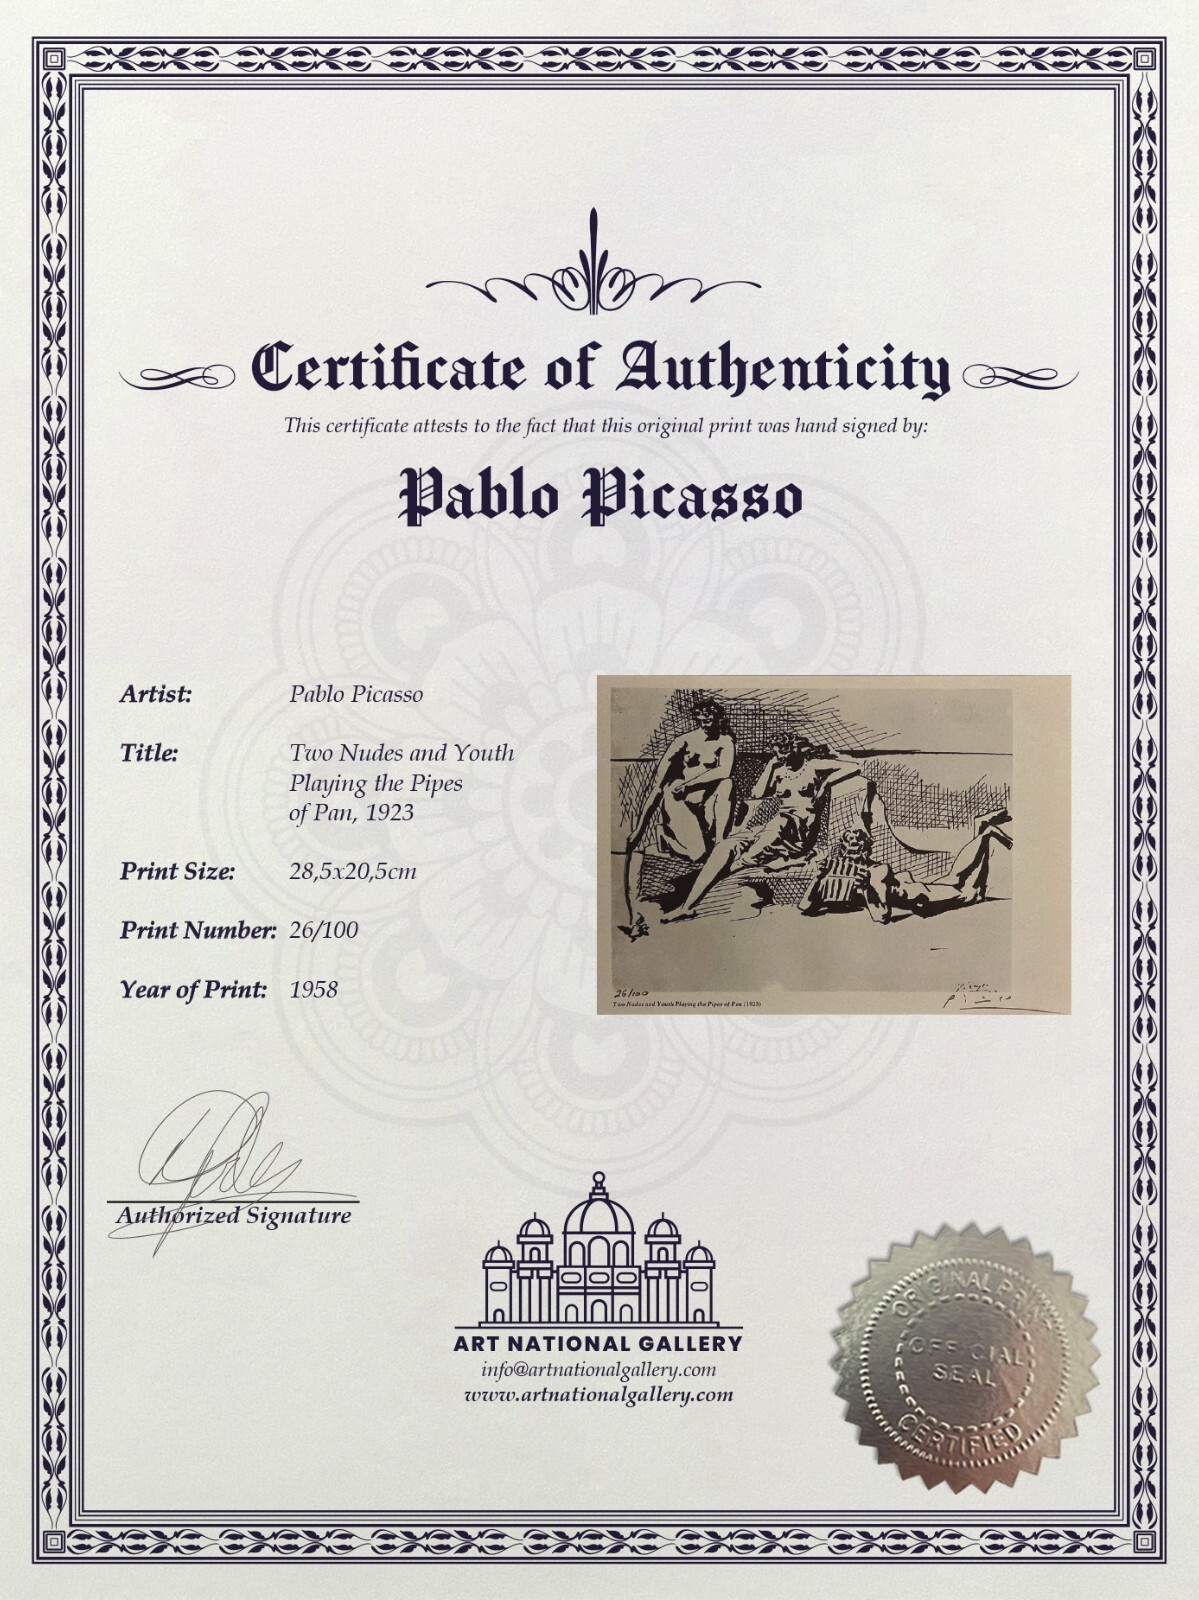 Certificate of Authenticity
This certificate attests to the fact that this original print was hand signed by:
Pablo Picasso
Artist: Pablo Picasso
Title: Two Nudes and Youth
Playing the Pipes
of Pan, 1923
Print Size: 28,5x20,5cm
Print Number: 26/100
Year of Print: 1958
26/100
Two Nudes and Youth Playing the Pipes of Pan (1923)
Authorized Signature
ART NATIONAL GALLERY
info@artnationalgallery.com
www.artnationalgallery.com
ORIGINAL PRINT
OFFICIAL
SEAL
CERTIFIED